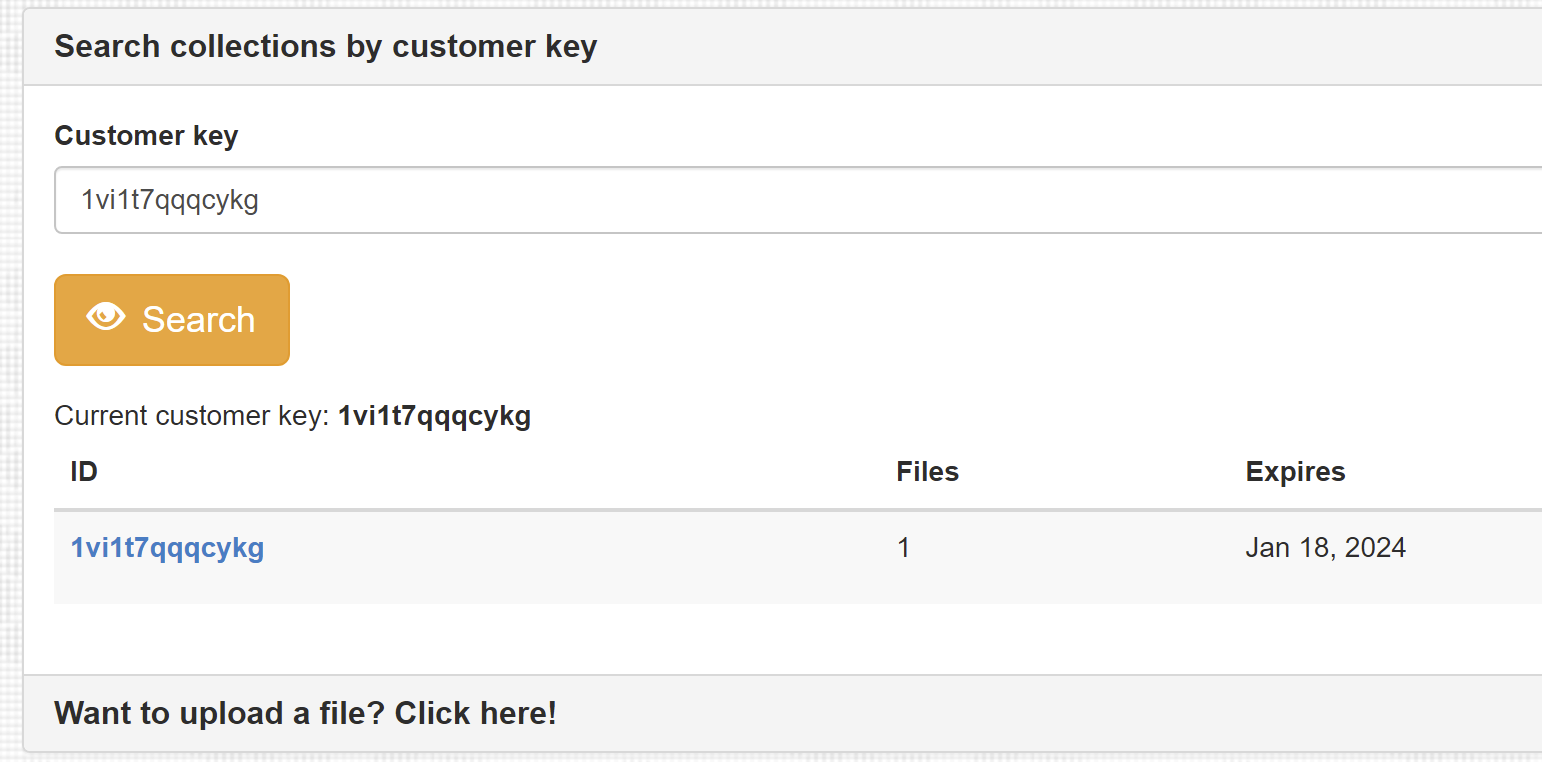 Search collections by customer key
Customer key
1vi1t7qqqcykg
Search
Current customer key: 1vi1t7qqqcykg
ID Files Expires
1vi1t7qqqcykg 1 Jan 18, 2024
Want to upload a file? Click here!